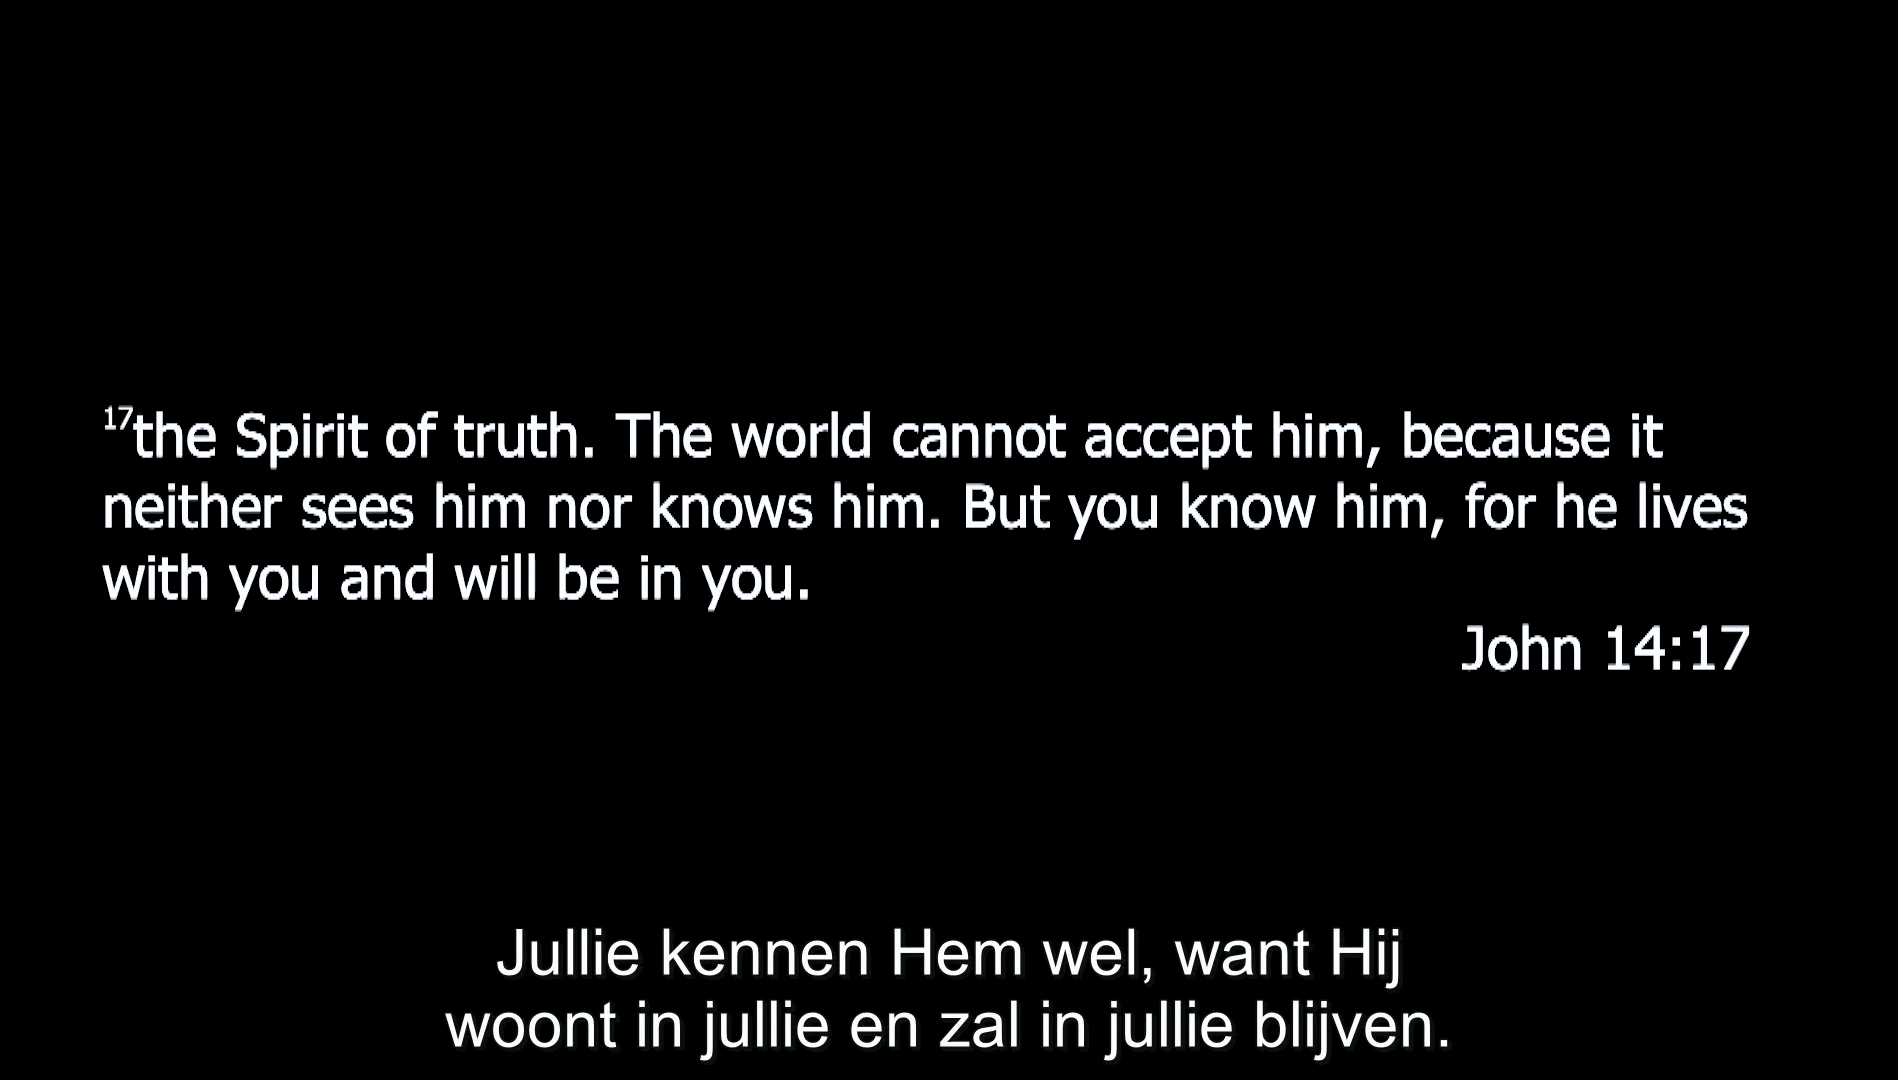 17the Spirit of truth. The world cannot accept him, because it
neither sees him nor knows him. But you know him, for he lives
with you and will be in you.
John 14:17
Jullie kennen Hem wel, want Hij
woont in jullie en zal in jullie blijven.